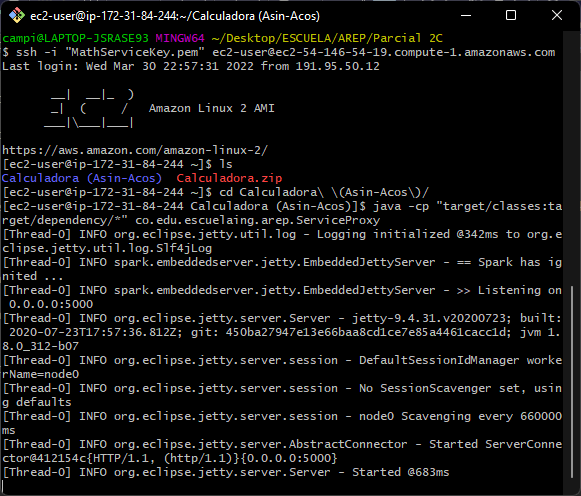 ec2-user@ip-172-31-84-244:~/Calculadora (Asin-Acos)
campi@LAPTOP-JSRASE93 MINGW64 ~/Desktop/ESCUELA/AREP/Parcial 2C
$ ssh -i "MathServiceKey.pem" ec2-user@ec2-54-146-54-19.compute-1.amazonaws.com
Last login: Wed Mar 30 22:57:31 2022 from 191.95.50.12
       __|  __|_  )
       _|  (     /   Amazon Linux 2 AMI
      ___|\___|___|
https://aws.amazon.com/amazon-linux-2/
[ec2-user@ip-172-31-84-244 ~]$ ls
Calculadora (Asin-Acos)  Calculadora.zip
[ec2-user@ip-172-31-84-244 ~]$ cd Calculadora\ \(Asin-Acos\)/
[ec2-user@ip-172-31-84-244 Calculadora (Asin-Acos)]$ java -cp "target/classes:ta
rget/dependency/*" co.edu.escuelaing.arep.ServiceProxy
[Thread-0] INFO org.eclipse.jetty.util.log - Logging initialized @342ms to org.e
clipse.jetty.util.log.Slf4jLog
[Thread-0] INFO spark.embeddedserver.jetty.EmbeddedJettyServer - == Spark has ig
nited ...
[Thread-0] INFO spark.embeddedserver.jetty.EmbeddedJettyServer - >> Listening on
 0.0.0.0:5000
[Thread-0] INFO org.eclipse.jetty.server.Server - jetty-9.4.31.v20200723; built:
 2020-07-23T17:57:36.812Z; git: 450ba27947e13e66baa8cd1ce7e85a4461cacc1d; jvm 1.
8.0_312-b07
[Thread-0] INFO org.eclipse.jetty.server.session - DefaultSessionIdManager worke
rName=node0
[Thread-0] INFO org.eclipse.jetty.server.session - No SessionScavenger set, usin
g defaults
[Thread-0] INFO org.eclipse.jetty.server.session - node0 Scavenging every 660000
ms
[Thread-0] INFO org.eclipse.jetty.server.AbstractConnector - Started ServerConne
ctor@412154c{HTTP/1.1, (http/1.1)}{0.0.0.0:5000}
[Thread-0] INFO org.eclipse.jetty.server.Server - Started @683ms